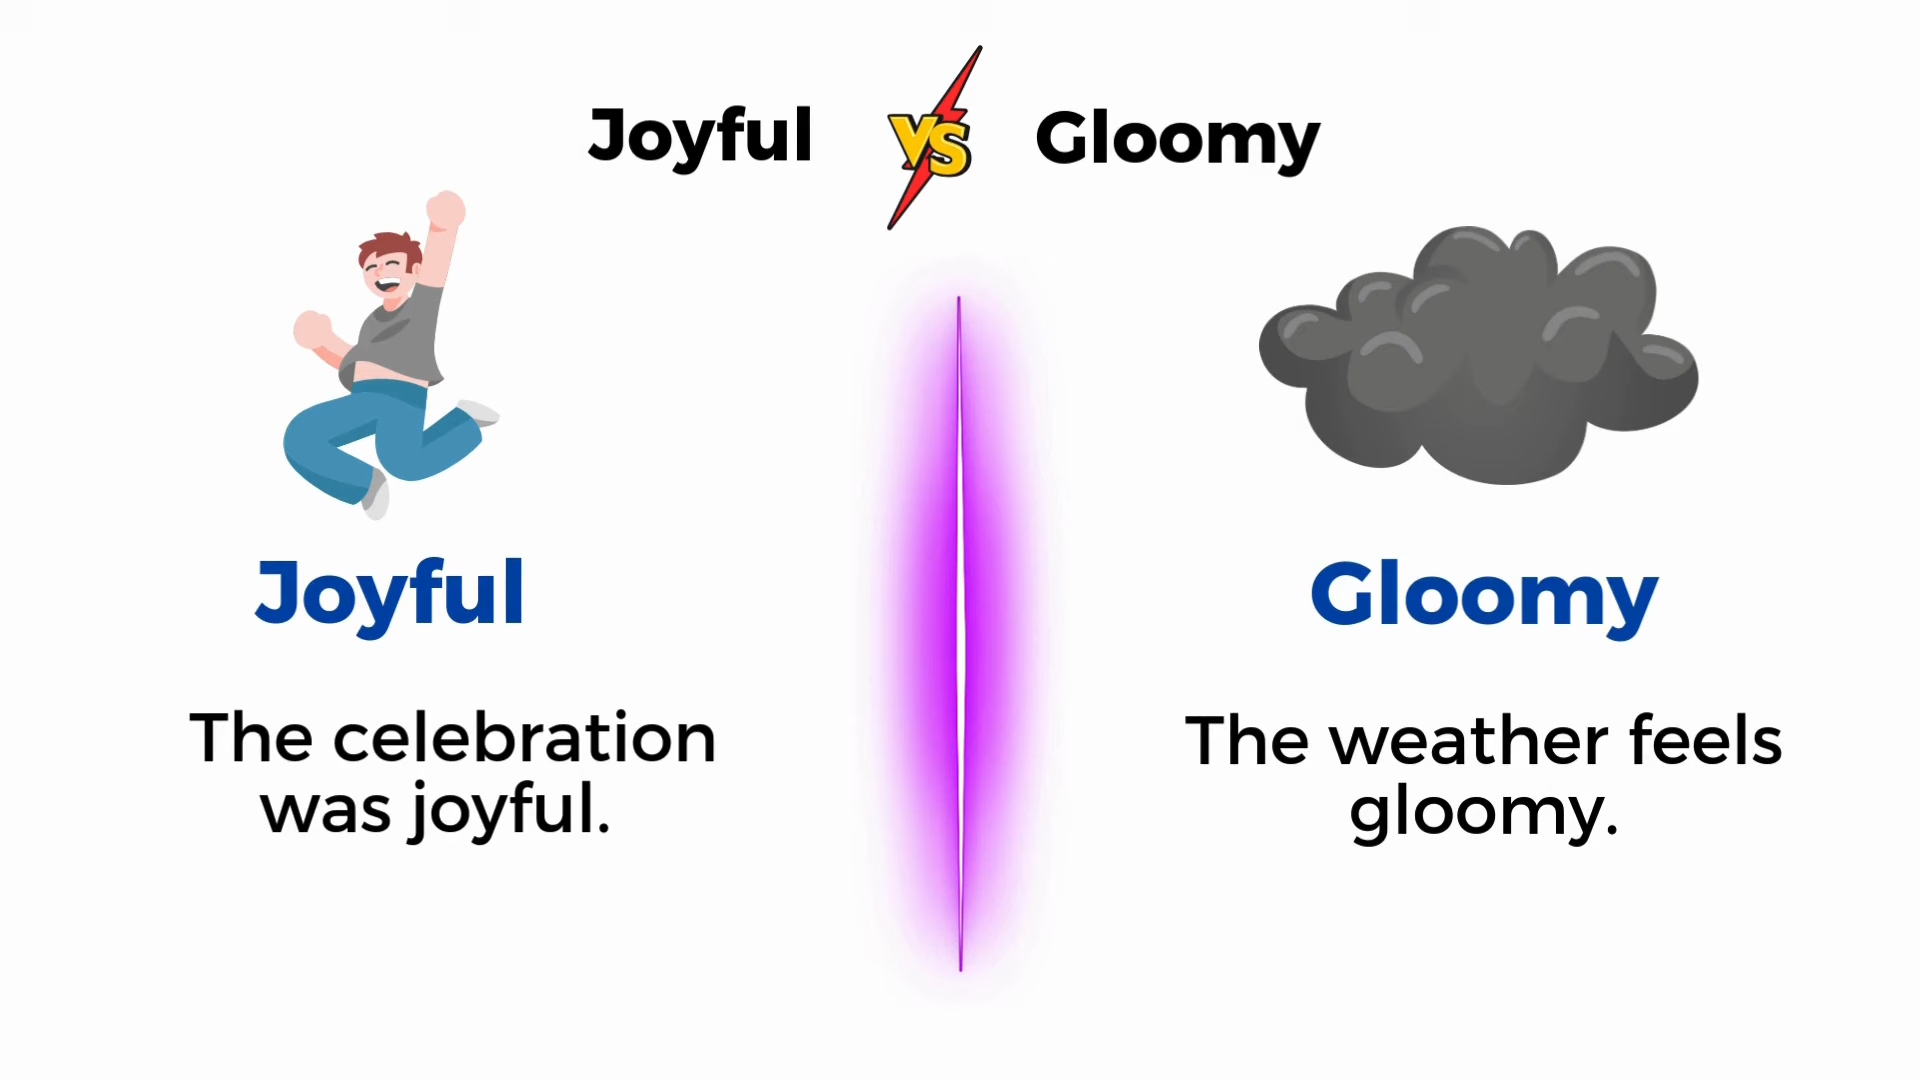 Joyful VS Gloomy
Joyful
The celebration
was joyful.
Gloomy
The weather feels
gloomy.